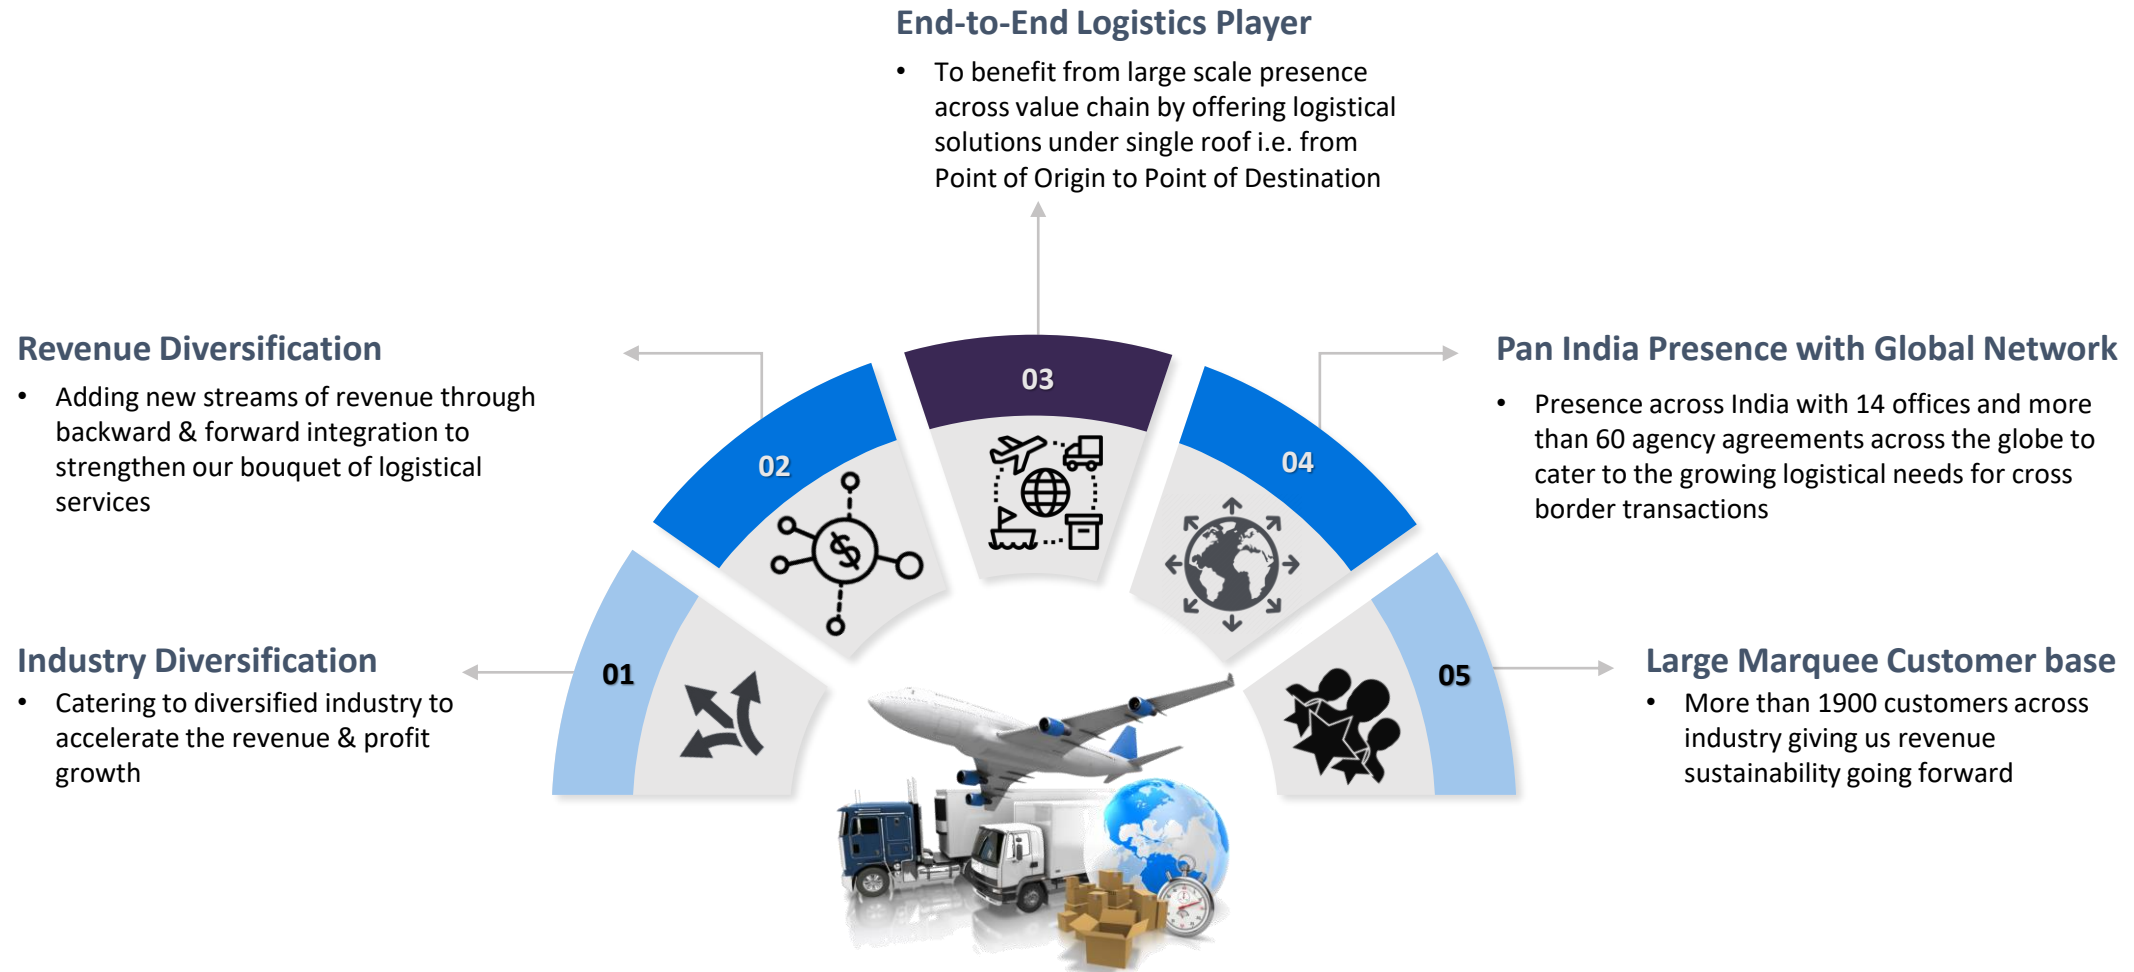 End-to-End Logistics Player
• To benefit from large scale presence
across value chain by offering logistical
solutions under single roof i.e. from
Point of Origin to Point of Destination
Revenue Diversification
• Adding new streams of revenue through
backward & forward integration to
strengthen our bouquet of logistical
services
Pan India Presence with Global Network
• Presence across India with 14 offices and more
than 60 agency agreements across the globe to
cater to the growing logistical needs for cross
border transactions
03
02
04
Industry Diversification
• Catering to diversified industry to
accelerate the revenue & profit
growth
01
05
Large Marquee Customer base
• More than 1900 customers across
industry giving us revenue
sustainability going forward